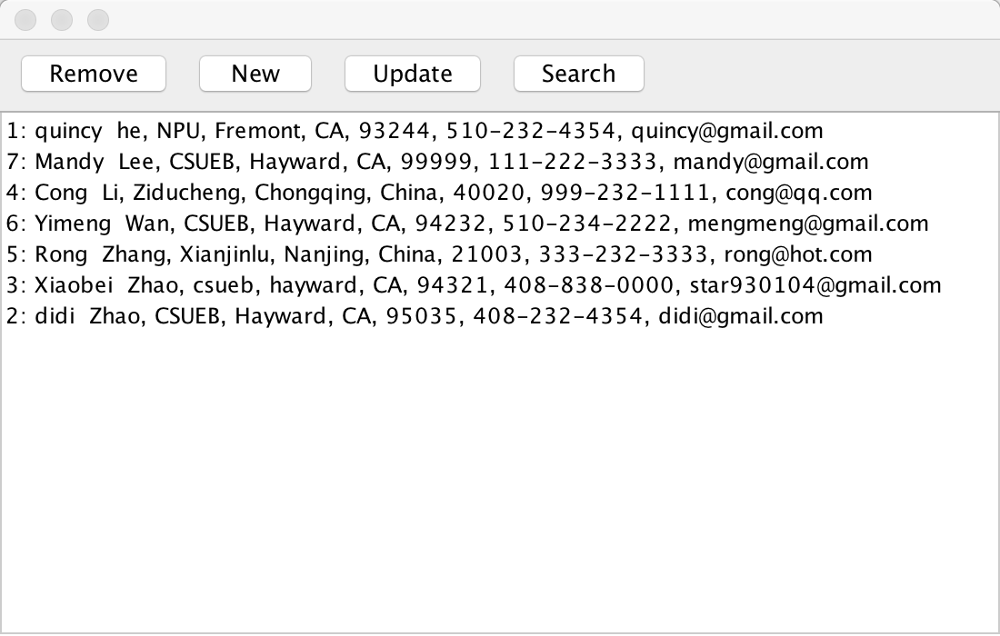 Remove New Update Search
1: quincy  he, NPU, Fremont, CA, 93244, 510-232-4354, quincy@gmail.com
7: Mandy  Lee, CSUEB, Hayward, CA, 99999, 111-222-3333, mandy@gmail.com
4: Cong  Li, Ziducheng, Chongqing, China, 40020, 999-232-1111, cong@qq.com
6: Yimeng  Wan, CSUEB, Hayward, CA, 94232, 510-234-2222, mengmeng@gmail.com
5: Rong  Zhang, Xianjinlu, Nanjing, China, 21003, 333-232-3333, rong@hot.com
3: Xiaobei  Zhao, csueb, hayward, CA, 94321, 408-838-0000, star930104@gmail.com
2: didi  Zhao, CSUEB, Hayward, CA, 95035, 408-232-4354, didi@gmail.com